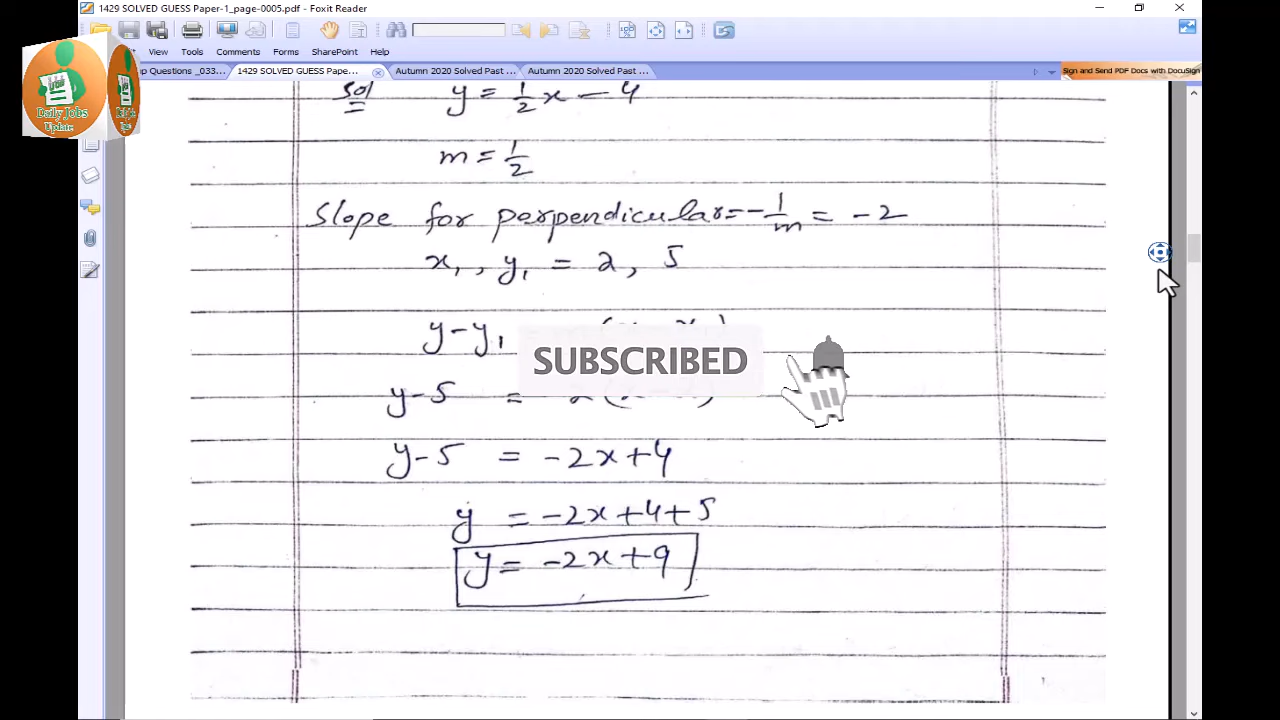 1429 SOLVED GUESS Paper-1_page-0005.pdf - Foxit Reader
View Tools Comments Forms SharePoint Help
p Questions _033... 1429 SOLVED GUESS Pape... Autumn 2020 Solved Past ... Autumn 2020 Solved Past ... Sign and Send PDF Docs with DocuSign
Daily Jobs
Update
Sol y = 1/2 x - 4
m = 1/2
Slope for perpendicular = -1/m = -2
x₁, y₁ = 2, 5
y-y₁
SUBSCRIBED
y-5 =
y-5 = -2x+4
y = -2x+4+5
y = -2x+9